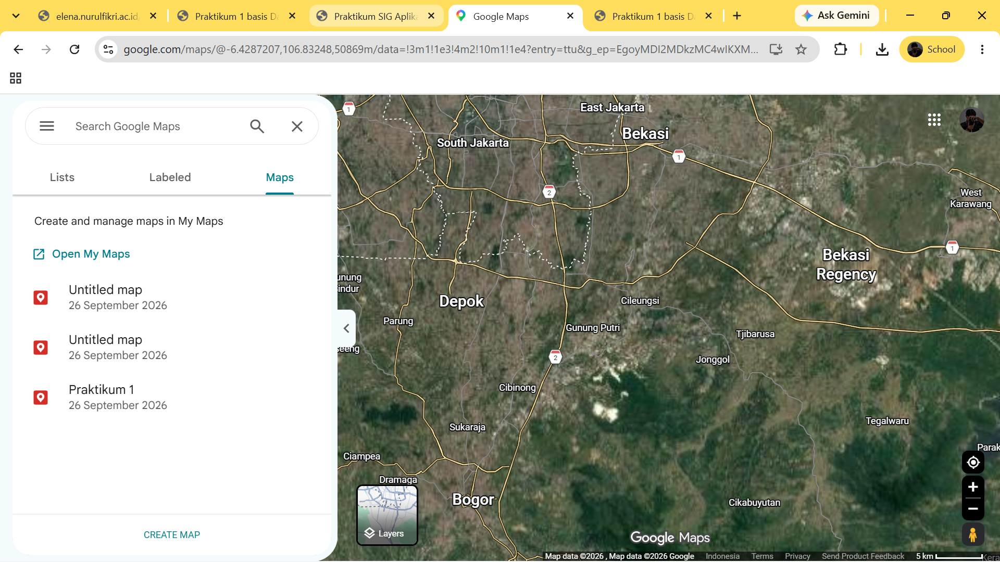 elena.nurulfikri.ac.id/
Praktikum 1 basis Da
Praktikum SIG Aplika
Google Maps
Praktikum 1 basis Da
Ask Gemini
google.com/maps/@-6.4287207,106.83248,50869m/data=!3m1!1e3!4m2!10m1!1e4?entry=ttu&g_ep=EgoyMDI2MDkzMC4wIKXM...
School
Search Google Maps
Lists
Labeled
Maps
Create and manage maps in My Maps
Open My Maps
Untitled map
26 September 2026
Untitled map
26 September 2026
Praktikum 1
26 September 2026
CREATE MAP
1
East Jakarta
Bekasi
South Jakarta
1
2
West
Karawang
1
Bekasi
Regency
unung
Sindur
Depok
Cileungsi
Parung
Gunung Putri
Tjibarusa
seeng
2
Jonggol
Cibinong
Tegalwaru
Sukaraja
Parak
Ciampea
Dramaga
Bogor
Cikabuyutan
Layers
Google Maps
Map data ©2026 , Map data ©2026 Google
Indonesia
Terms
Privacy
Send Product Feedback
5 km
Kera